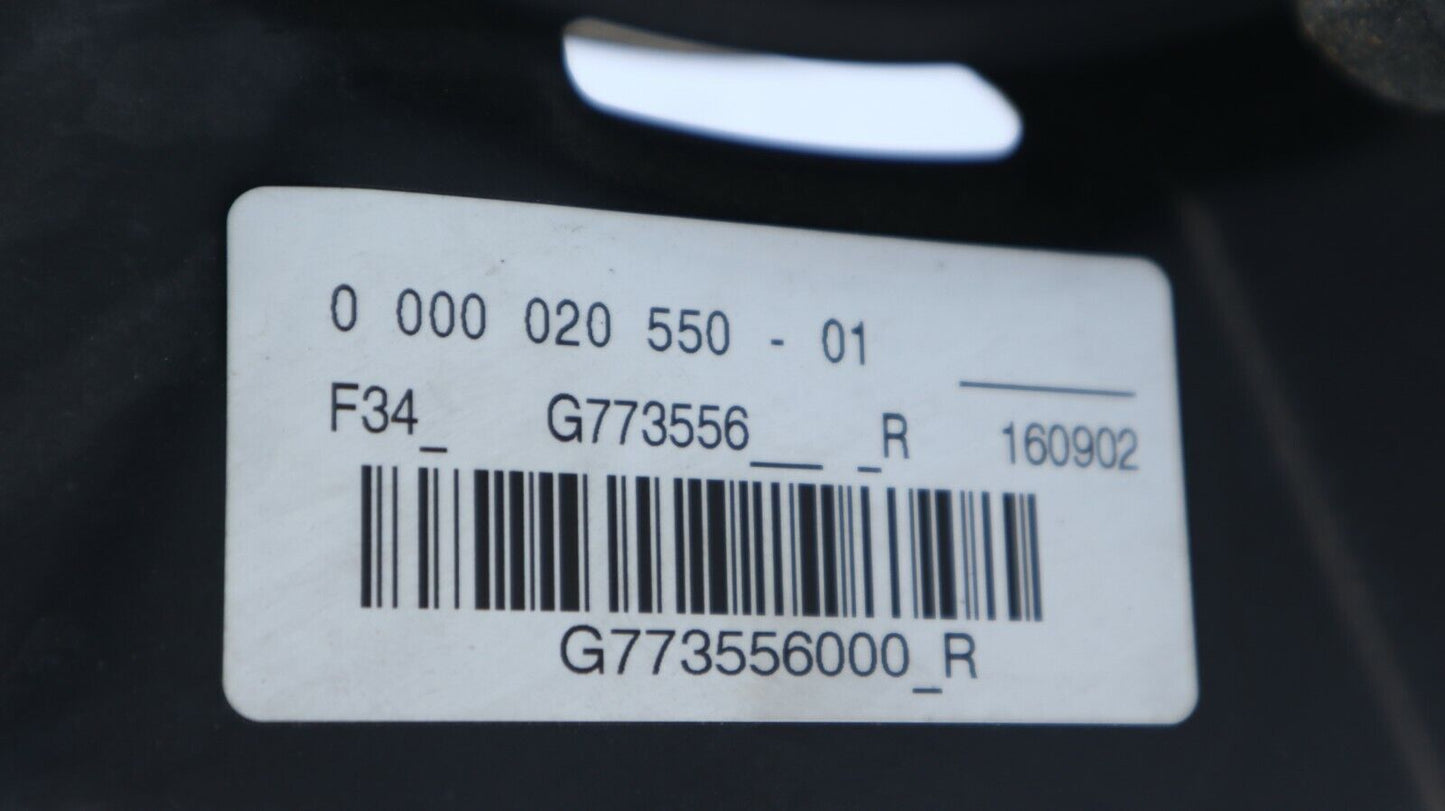 0 000 020 550 - 01
F34_ G773556___ _R 160902
G773556000_R